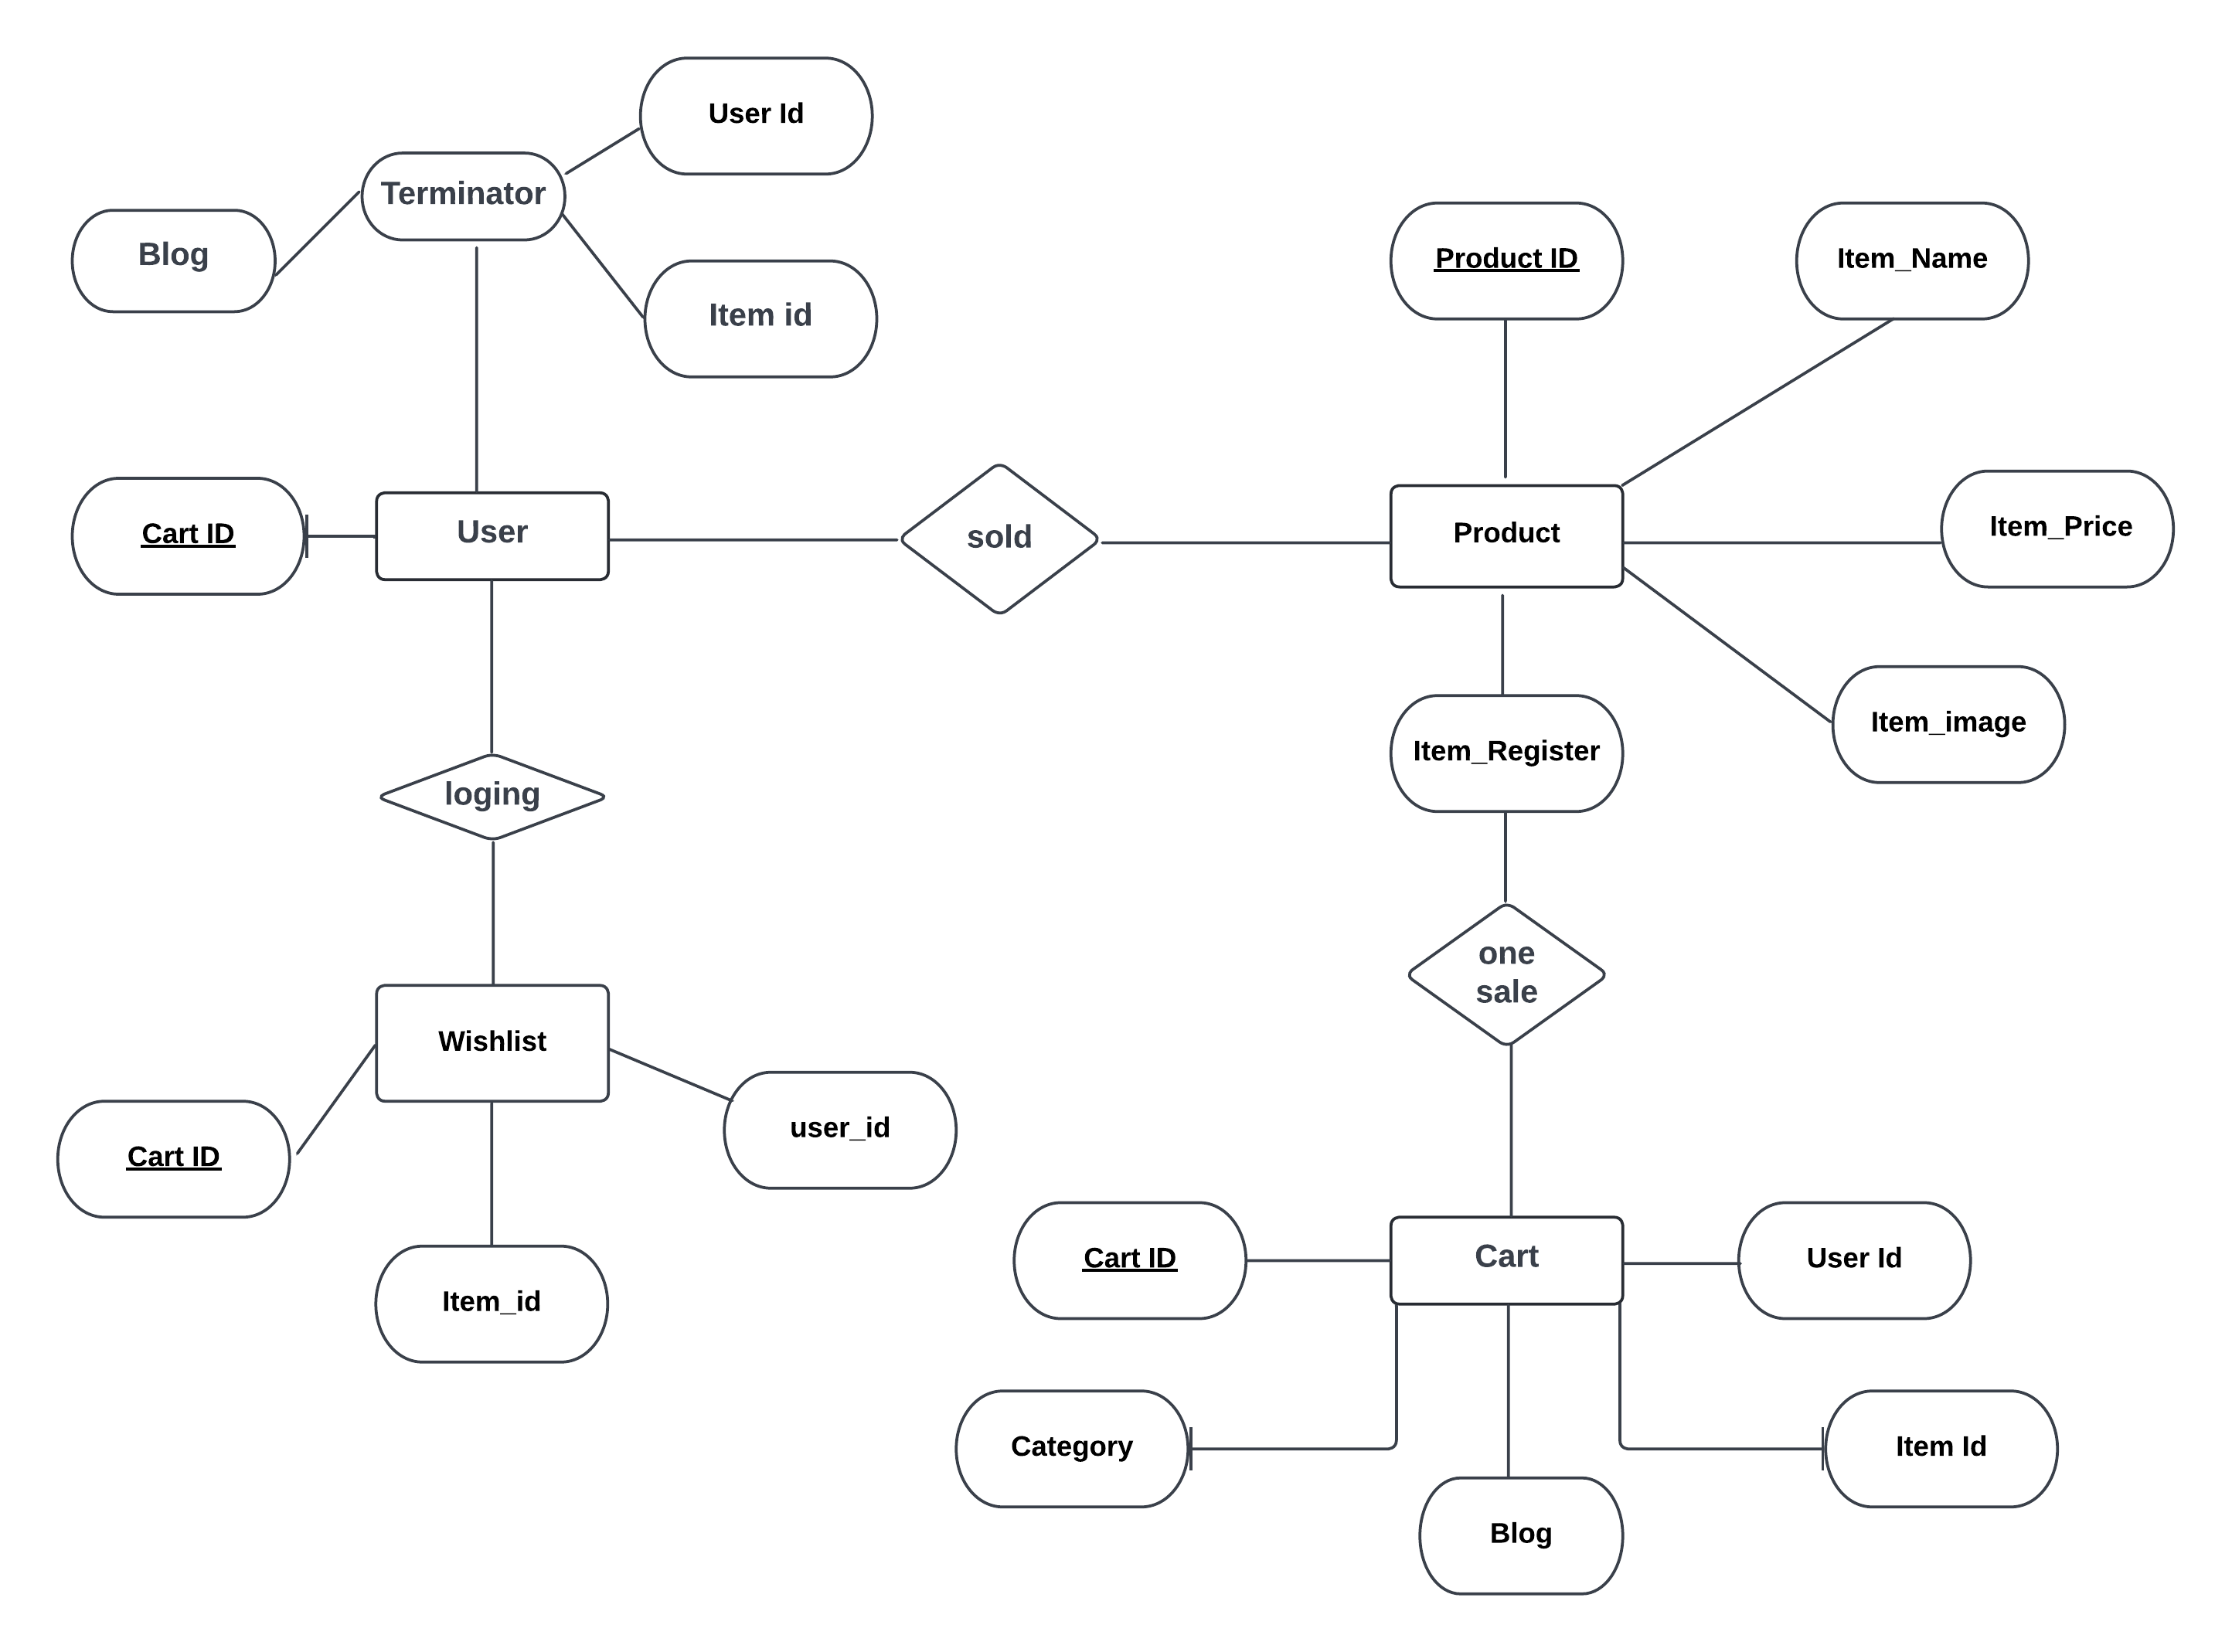 User Id
Terminator
Blog
Item id
Product ID
Item_Name
Cart ID
User
sold
Product
Item_Price
Item_image
Item_Register
loging
one
sale
Wishlist
user_id
Cart ID
Item_id
Cart ID
Cart
User Id
Category
Item Id
Blog